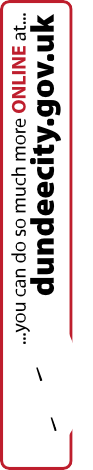 ...you can do so much more ONLINE at...
dundeecity.gov.uk